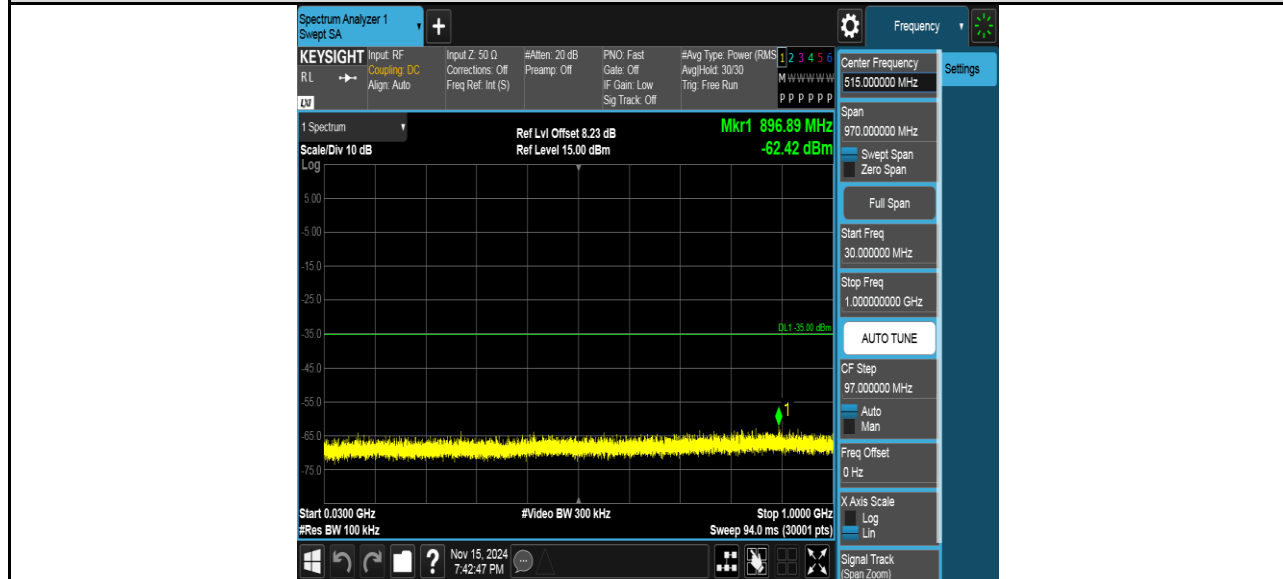 Spectrum Analyzer 1
Swept SA
+
Frequency
KEYSIGHT
RL
LXI
Input: RF
Coupling: DC
Align: Auto
Input Z: 50 Ω
Corrections: Off
Freq Ref: Int (S)
#Atten: 20 dB
Preamp: Off
PNO: Fast
Gate: Off
IF Gain: Low
Sig Track: Off
#Avg Type: Power (RMS
Avg|Hold: 30/30
Trig: Free Run
1 2 3 4 5 6
M W W W W W
P P P P P P
1 Spectrum
Scale/Div 10 dB
Ref Lvl Offset 8.23 dB
Ref Level 15.00 dBm
Mkr1 896.89 MHz
-62.42 dBm
Log
5.00
-5.00
-15.0
-25.0
-35.0
-45.0
-55.0
-65.0
-75.0
DL1 -35.00 dBm
1
Start 0.0300 GHz
#Res BW 100 kHz
#Video BW 300 kHz
Stop 1.0000 GHz
Sweep 94.0 ms (30001 pts)
?
Nov 15, 2024
7:42:47 PM
Center Frequency
515.000000 MHz
Span
970.000000 MHz
Swept Span
Zero Span
Full Span
Start Freq
30.000000 MHz
Stop Freq
1.000000000 GHz
AUTO TUNE
CF Step
97.000000 MHz
Auto
Man
Freq Offset
0 Hz
X Axis Scale
Log
Lin
Signal Track
(Span Zoom)
Settings